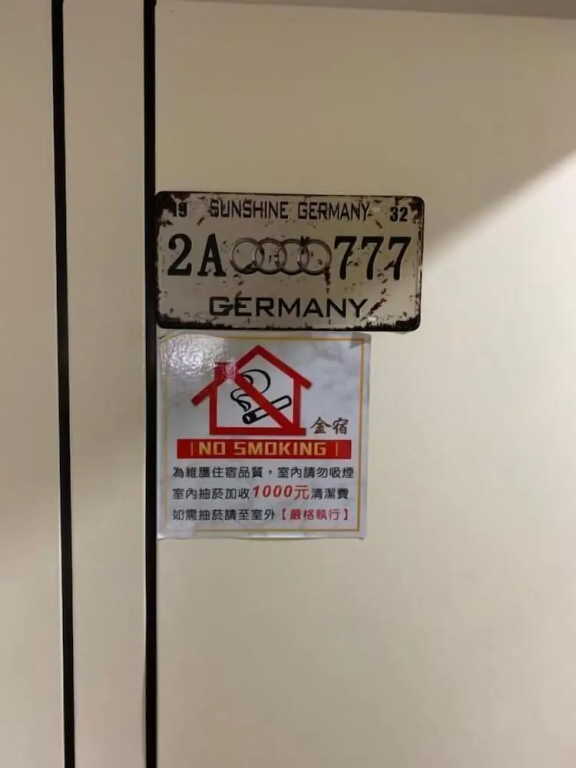 19 SUNSHINE GERMANY 32
2A 777
GERMANY
金宿
NO SMOKING
為維護住宿品質，室內請勿吸煙
室內抽菸加收1000元清潔費
如需抽菸請至室外【嚴格執行】